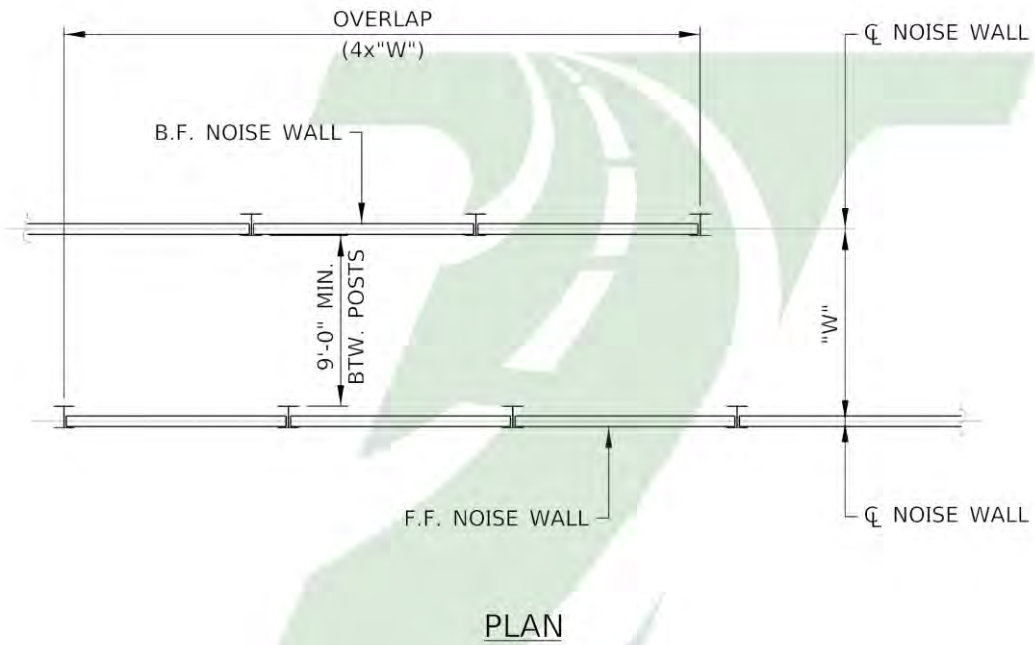 OVERLAP
(4x"W")
℄ NOISE WALL
B.F. NOISE WALL
9'-0" MIN.
BTW. POSTS
"W"
F.F. NOISE WALL
℄ NOISE WALL
PLAN